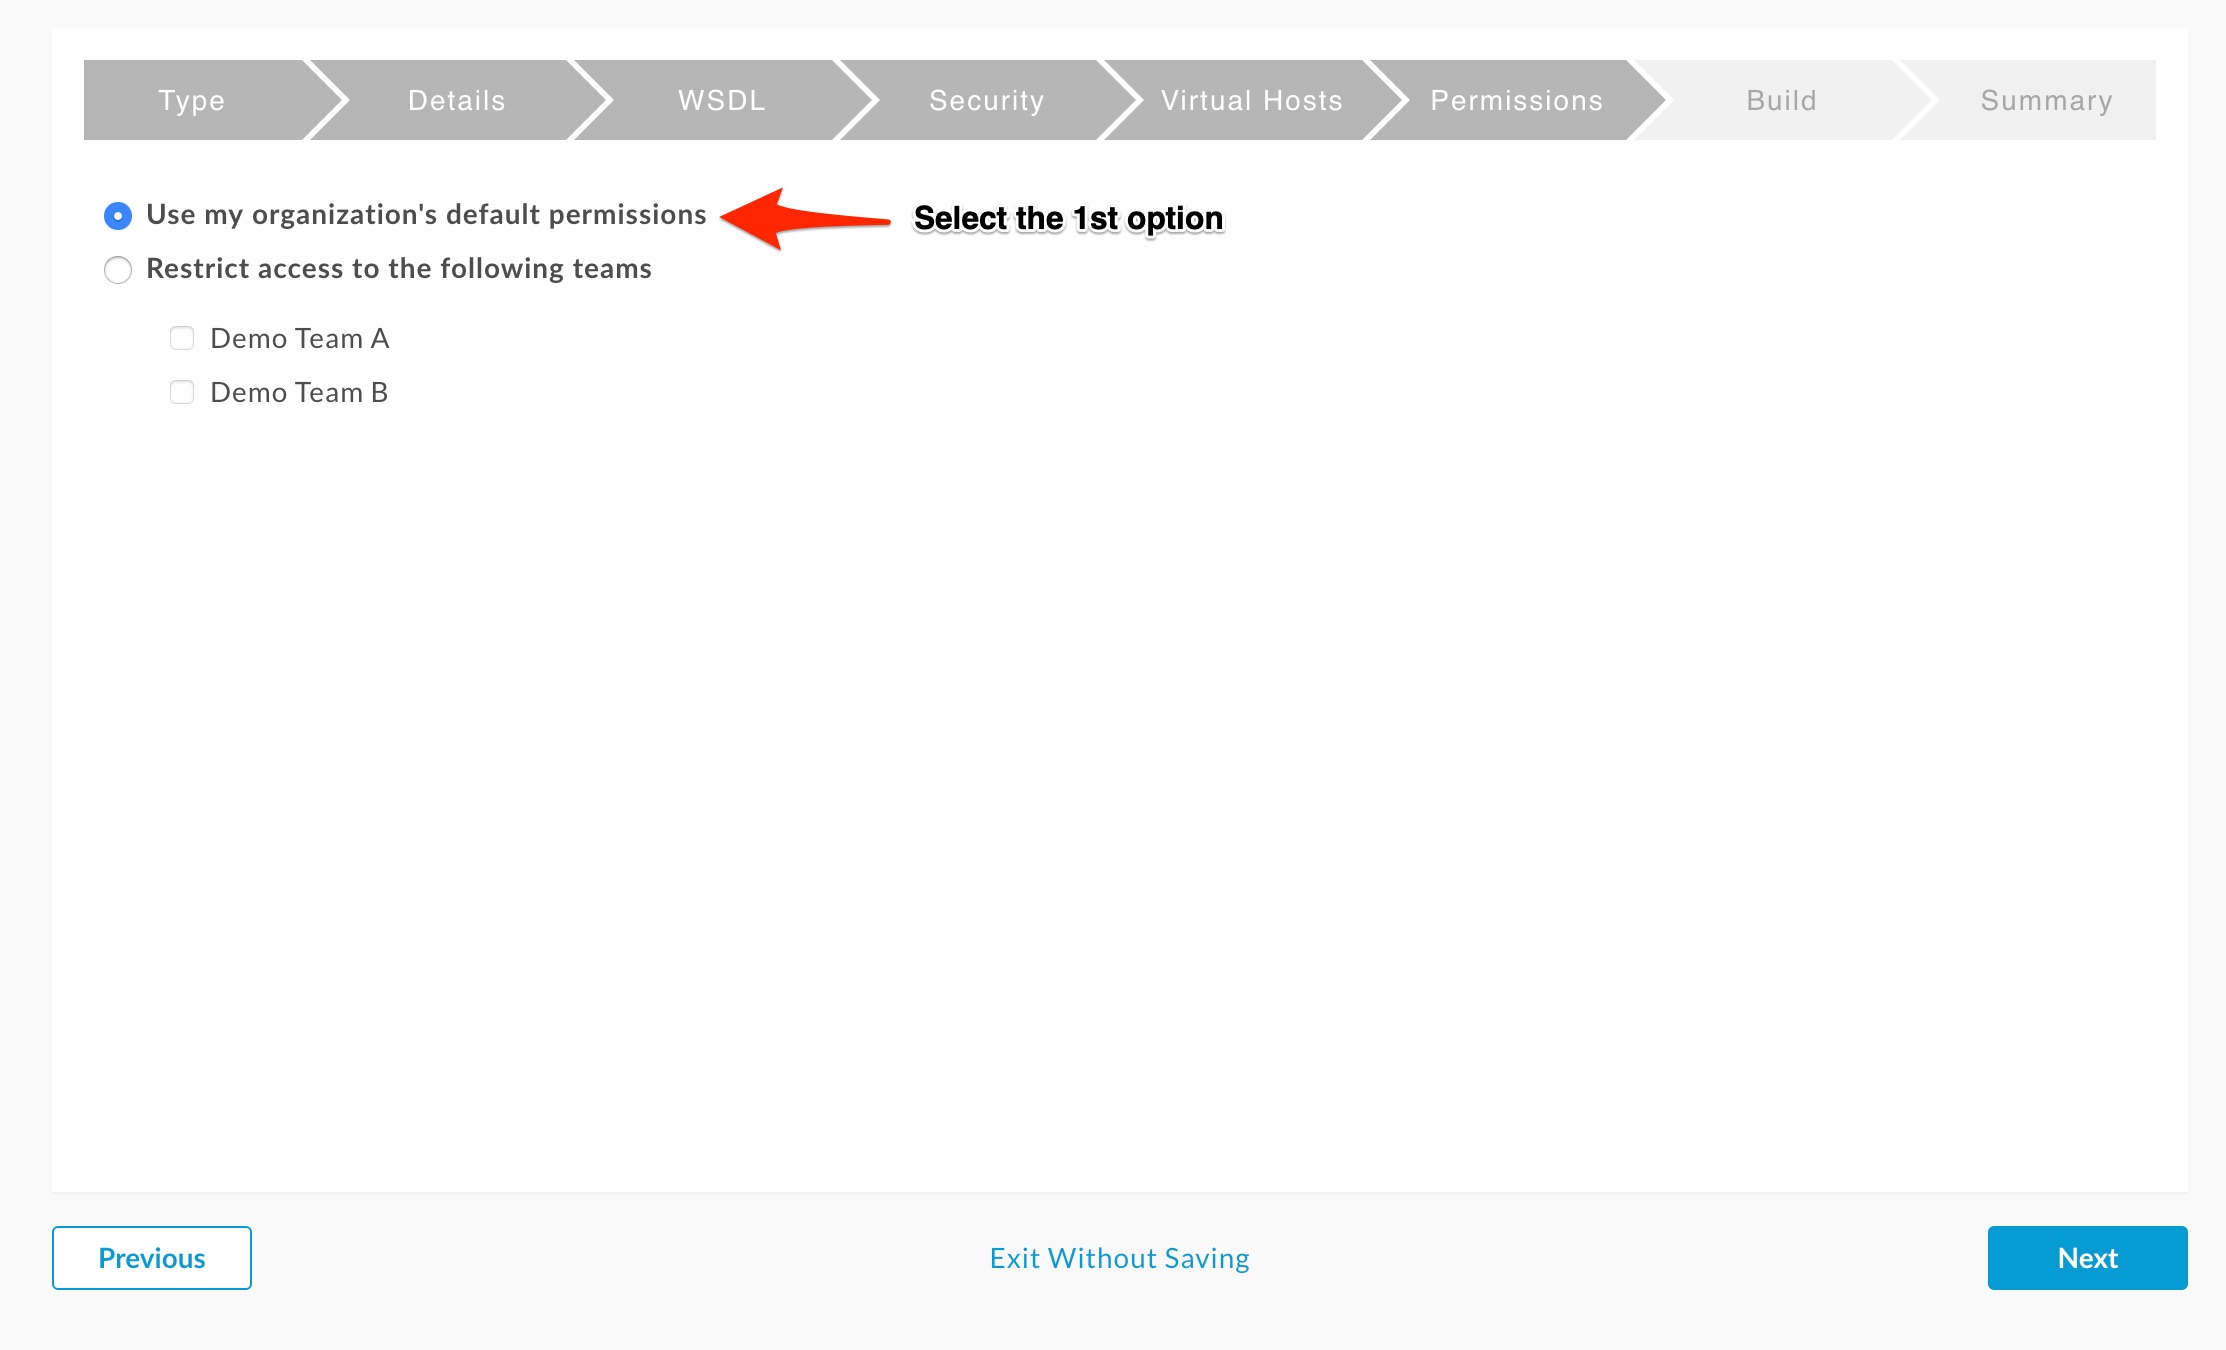 Type Details WSDL Security Virtual Hosts Permissions Build Summary
Use my organization's default permissions Select the 1st option
Restrict access to the following teams
Demo Team A
Demo Team B
Previous Exit Without Saving Next